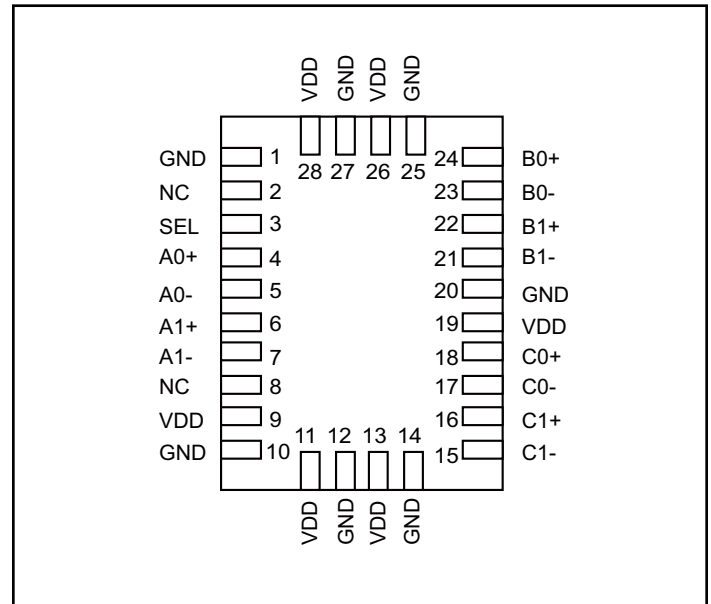 VDD GND VDD GND
28 27 26 25
GND 1 24 B0+
NC 2 23 B0-
SEL 3 22 B1+
A0+ 4 21 B1-
A0- 5 20 GND
A1+ 6 19 VDD
A1- 7 18 C0+
NC 8 17 C0-
VDD 9 16 C1+
GND 10 15 C1-
11 12 13 14
VDD GND VDD GND